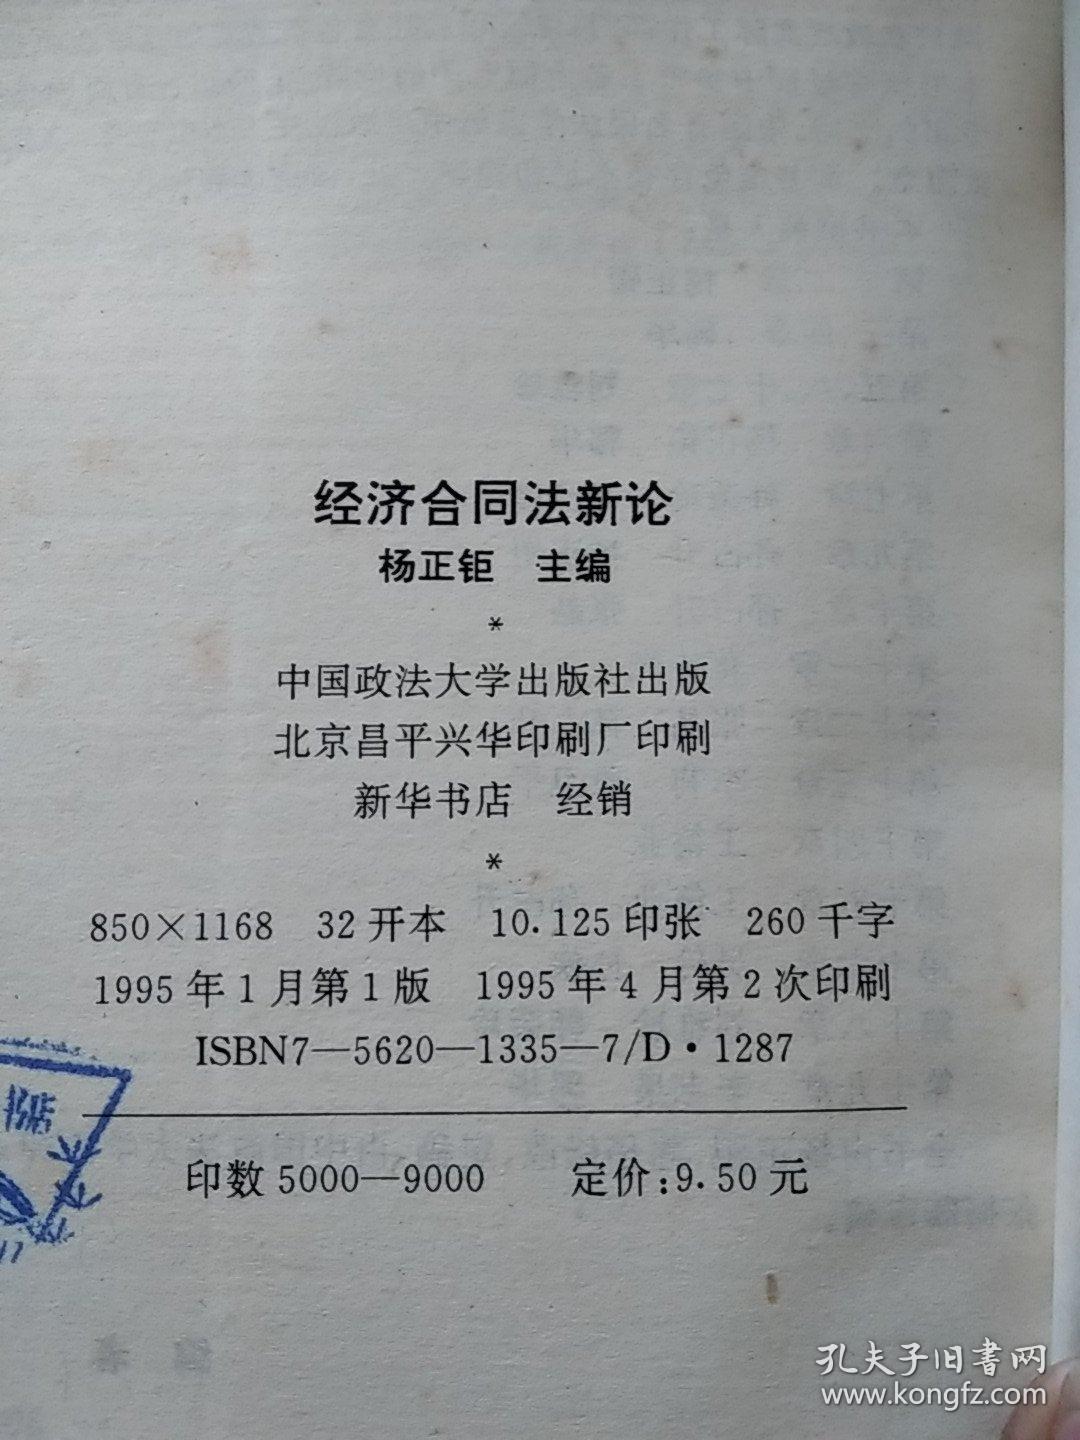 经济合同法新论
杨正钜 主编
*
中国政法大学出版社出版
北京昌平兴华印刷厂印刷
新华书店 经销
*
850×1168 32开本 10.125印张 260千字
1995年1月第1版 1995年4月第2次印刷
ISBN7—5620—1335—7/D·1287
书店
印数5000—9000 定价:9.50元
孔夫子旧書网
www.kongfz.com